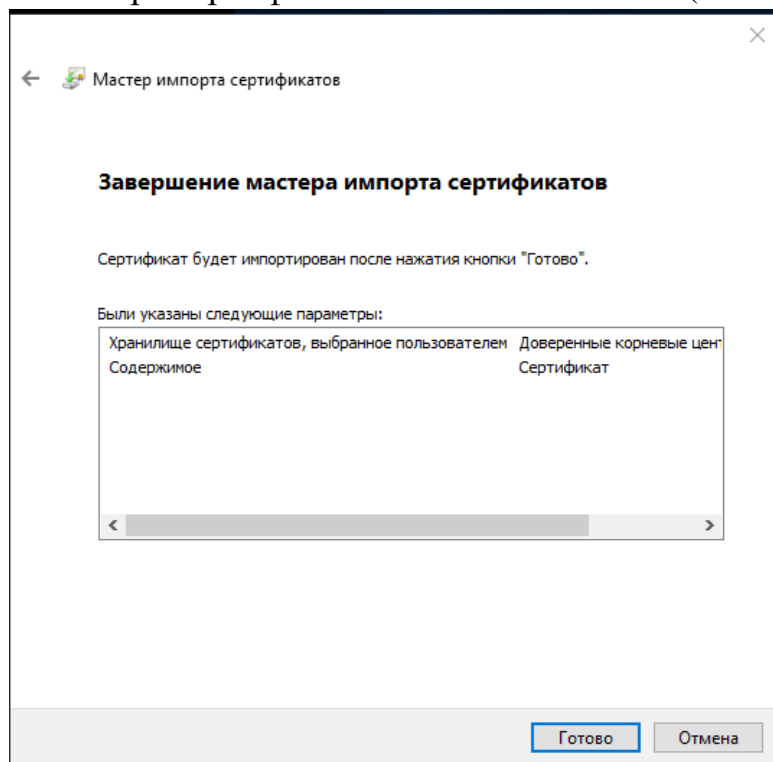 Мастер импорта сертификатов
Завершение мастера импорта сертификатов
Сертификат будет импортирован после нажатия кнопки "Готово".
Были указаны следующие параметры:
Хранилище сертификатов, выбранное пользователем Доверенные корневые цен
Содержимое Сертификат
Готово Отмена